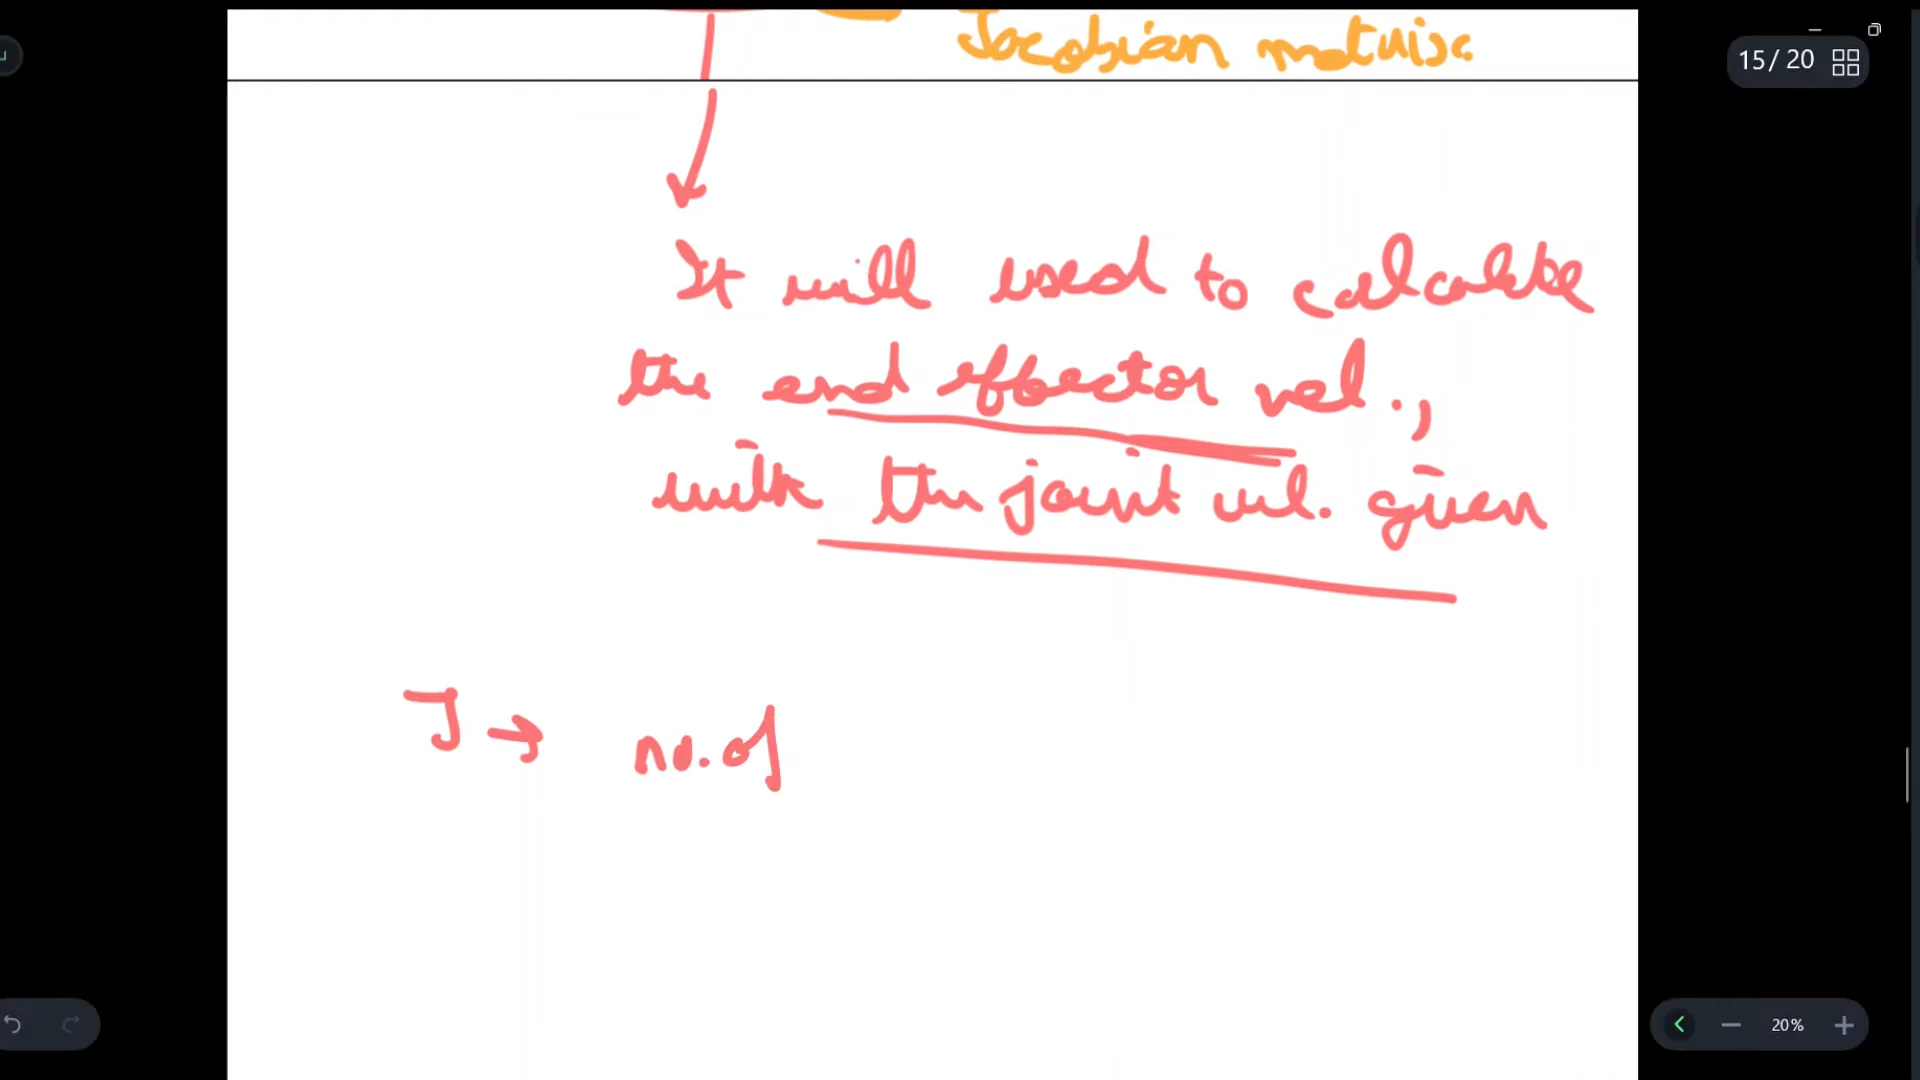 Jacobian matrix
15/ 20
It will used to calculate
the end effector vel.,
with the joint vel. given
J → no. of
20%